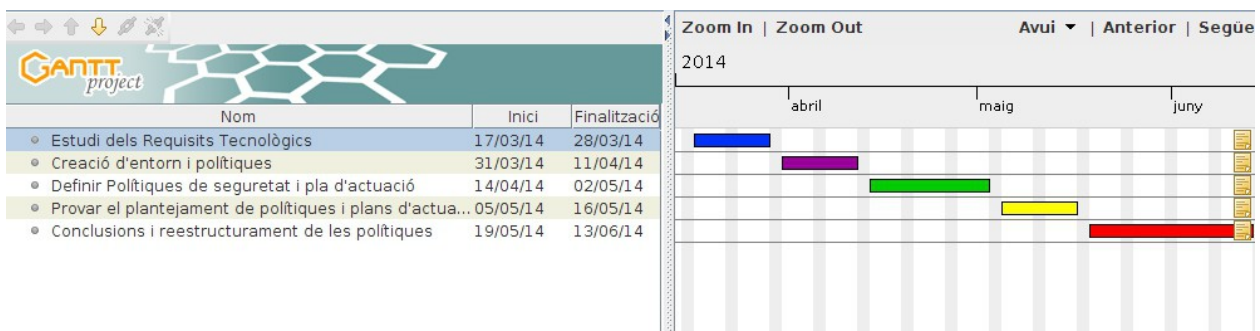 Zoom In | Zoom Out Avui | Anterior | Següe
2014
GANTT
project
abril maig juny
Nom Inici Finalització
Estudi dels Requisits Tecnològics 17/03/14 28/03/14
Creació d'entorn i polítiques 31/03/14 11/04/14
Definir Polítiques de seguretat i pla d'actuació 14/04/14 02/05/14
Provar el plantejament de polítiques i plans d'actua... 05/05/14 16/05/14
Conclusions i reestructurament de les polítiques 19/05/14 13/06/14